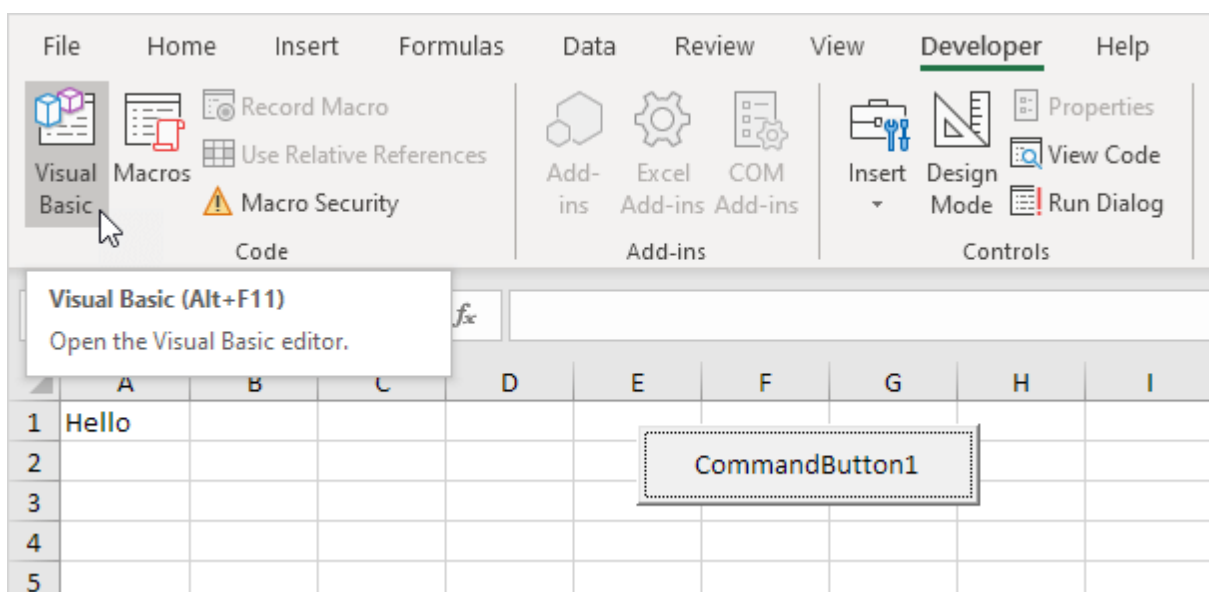 File Home Insert Formulas Data Review View Developer Help
Visual Basic
Macros
Record Macro
Use Relative References
Macro Security
Code
Add-ins
Excel Add-ins
COM Add-ins
Add-ins
Insert
Design Mode
Properties
View Code
Run Dialog
Controls
Visual Basic (Alt+F11)
Open the Visual Basic editor.
fx
A B C D E F G H I
1 Hello
CommandButton1
2
3
4
5